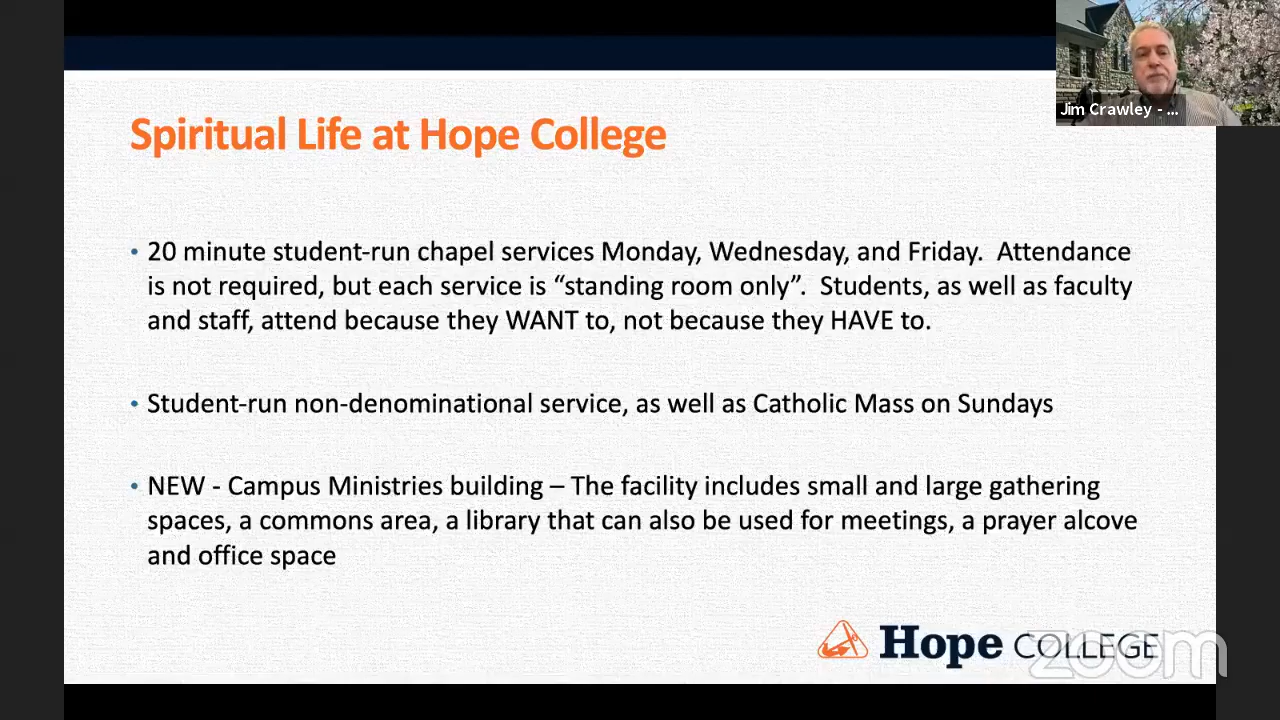 Jim Crawley - ...
Spiritual Life at Hope College
• 20 minute student-run chapel services Monday, Wednesday, and Friday.  Attendance
is not required, but each service is “standing room only”.  Students, as well as faculty
and staff, attend because they WANT to, not because they HAVE to.
• Student-run non-denominational service, as well as Catholic Mass on Sundays
• NEW - Campus Ministries building – The facility includes small and large gathering
spaces, a commons area, a library that can also be used for meetings, a prayer alcove
and office space
Hope COLLEGE
zoom